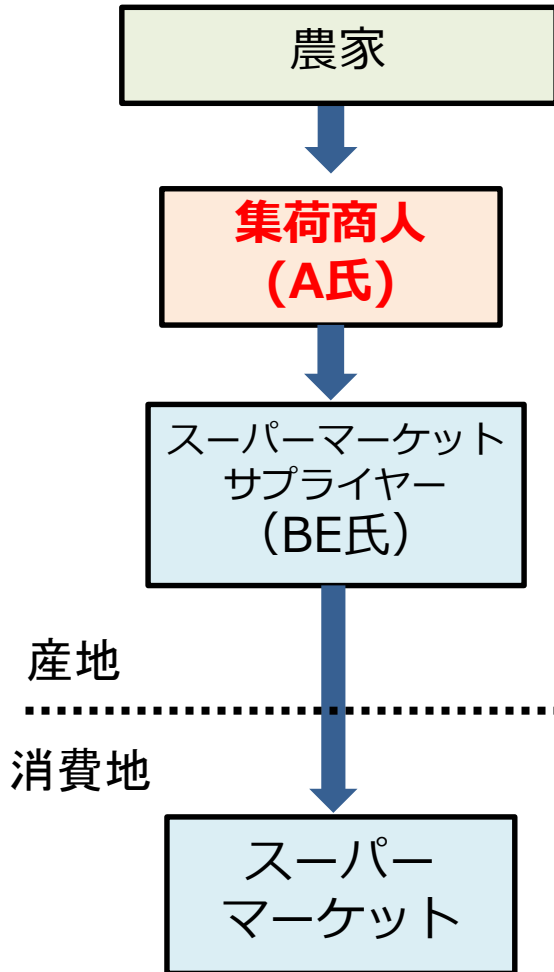 農家
集荷商人
(A氏)
スーパーマーケット
サプライヤー
（BE氏）
産地
消費地
スーパー
マーケット